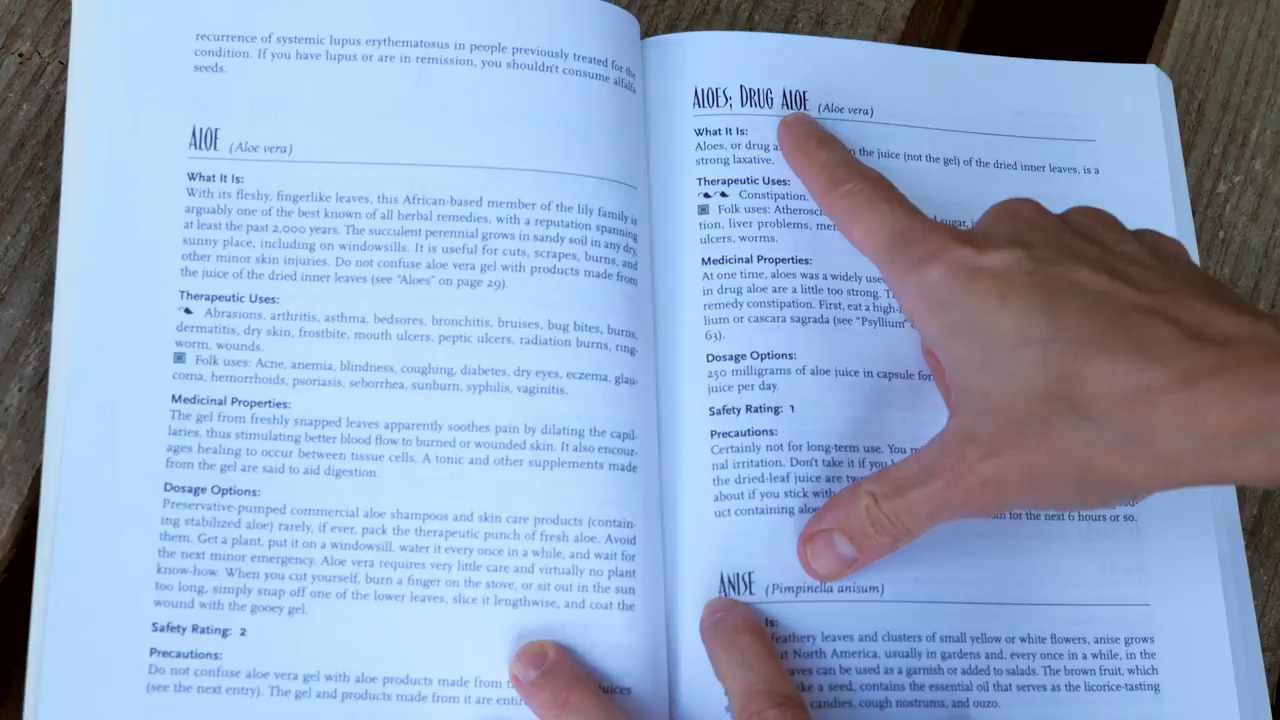 recurrence of systemic lupus erythematosus in people previously treated for the
condition. If you have lupus or are in remission, you shouldn't consume alfalfa
seeds.
ALOE (Aloe vera)
What It Is:
With its fleshy, fingerlike leaves, this African-based member of the lily family is
arguably one of the best known of all herbal remedies, with a reputation spanning
at least the past 2,000 years. The succulent perennial grows in sandy soil in any dry,
sunny place, including on windowsills. It is useful for cuts, scrapes, burns, and
other minor skin injuries. Do not confuse aloe vera gel with products made from
the juice of the dried inner leaves (see "Aloes" on page 29).
Therapeutic Uses:
Abrasions, arthritis, asthma, bedsores, bronchitis, bruises, bug bites, burns,
dermatitis, dry skin, frostbite, mouth ulcers, peptic ulcers, radiation burns, ring-
worm, wounds.
Folk uses: Acne, anemia, blindness, coughing, diabetes, dry eyes, eczema, glau-
coma, hemorrhoids, psoriasis, seborrhea, sunburn, syphilis, vaginitis.
Medicinal Properties:
The gel from freshly snapped leaves apparently soothes pain by dilating the capil-
laries, thus stimulating better blood flow to burned or wounded skin. It also encour-
ages healing to occur between tissue cells. A tonic and other supplements made
from the gel are said to aid digestion.
Dosage Options:
Preservative-pumped commercial aloe shampoos and skin care products (contain-
ing stabilized aloe) rarely, if ever, pack the therapeutic punch of fresh aloe. Avoid
them. Get a plant, put it on a windowsill, water it every once in a while, and wait for
the next minor emergency. Aloe vera requires very little care and virtually no plant
know-how. When you cut yourself, burn a finger on the stove, or sit out in the sun
too long, simply snap off one of the lower leaves, slice it lengthwise, and coat the
wound with the gooey gel.
Safety Rating: 2
Precautions:
Do not confuse aloe vera gel with aloe products made from juices
(see the next entry). The gel and products made from it are
ALOES; DRUG ALOE (Aloe vera)
What It Is:
Aloes, or drug the juice (not the gel) of the dried inner leaves, is a
strong laxative.
Therapeutic Uses:
Constipation.
Folk uses: sugar,
tion, liver problems,
ulcers, worms.
Medicinal Properties:
At one time, aloes was a widely
in drug aloe are a little too strong.
remedy constipation. First, eat a
lium or cascara sagrada (see "Psyllium"
63).
Dosage Options:
250 milligrams of aloe juice in capsule
juice per day.
Safety Rating: 1
Precautions:
Certainly not for long-term use. You
nal irritation. Don't take it if you
the dried-leaf juice are
about if you stick with
uct containing for the next 6 hours or so.
ANISE (Pimpinella anisum)
Is:
feathery leaves and clusters of small yellow or white flowers, anise grows
North America, usually in gardens and, every once in a while, in the
can be used as a garnish or added to salads. The brown fruit, which
a seed, contains the essential oil that serves as the licorice-tasting
candies, cough nostrums, and ouzo.